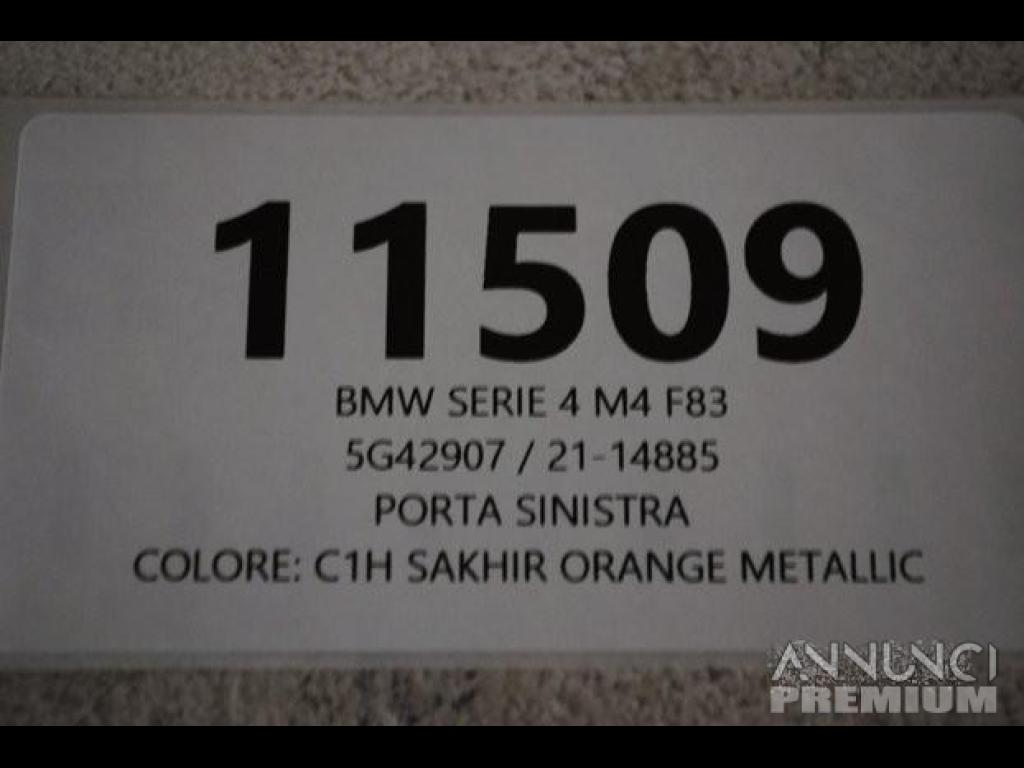 11509
BMW SERIE 4 M4 F83
5G42907 / 21-14885
PORTA SINISTRA
COLORE: C1H SAKHIR ORANGE METALLIC
ANNUNCI
PREMIUM